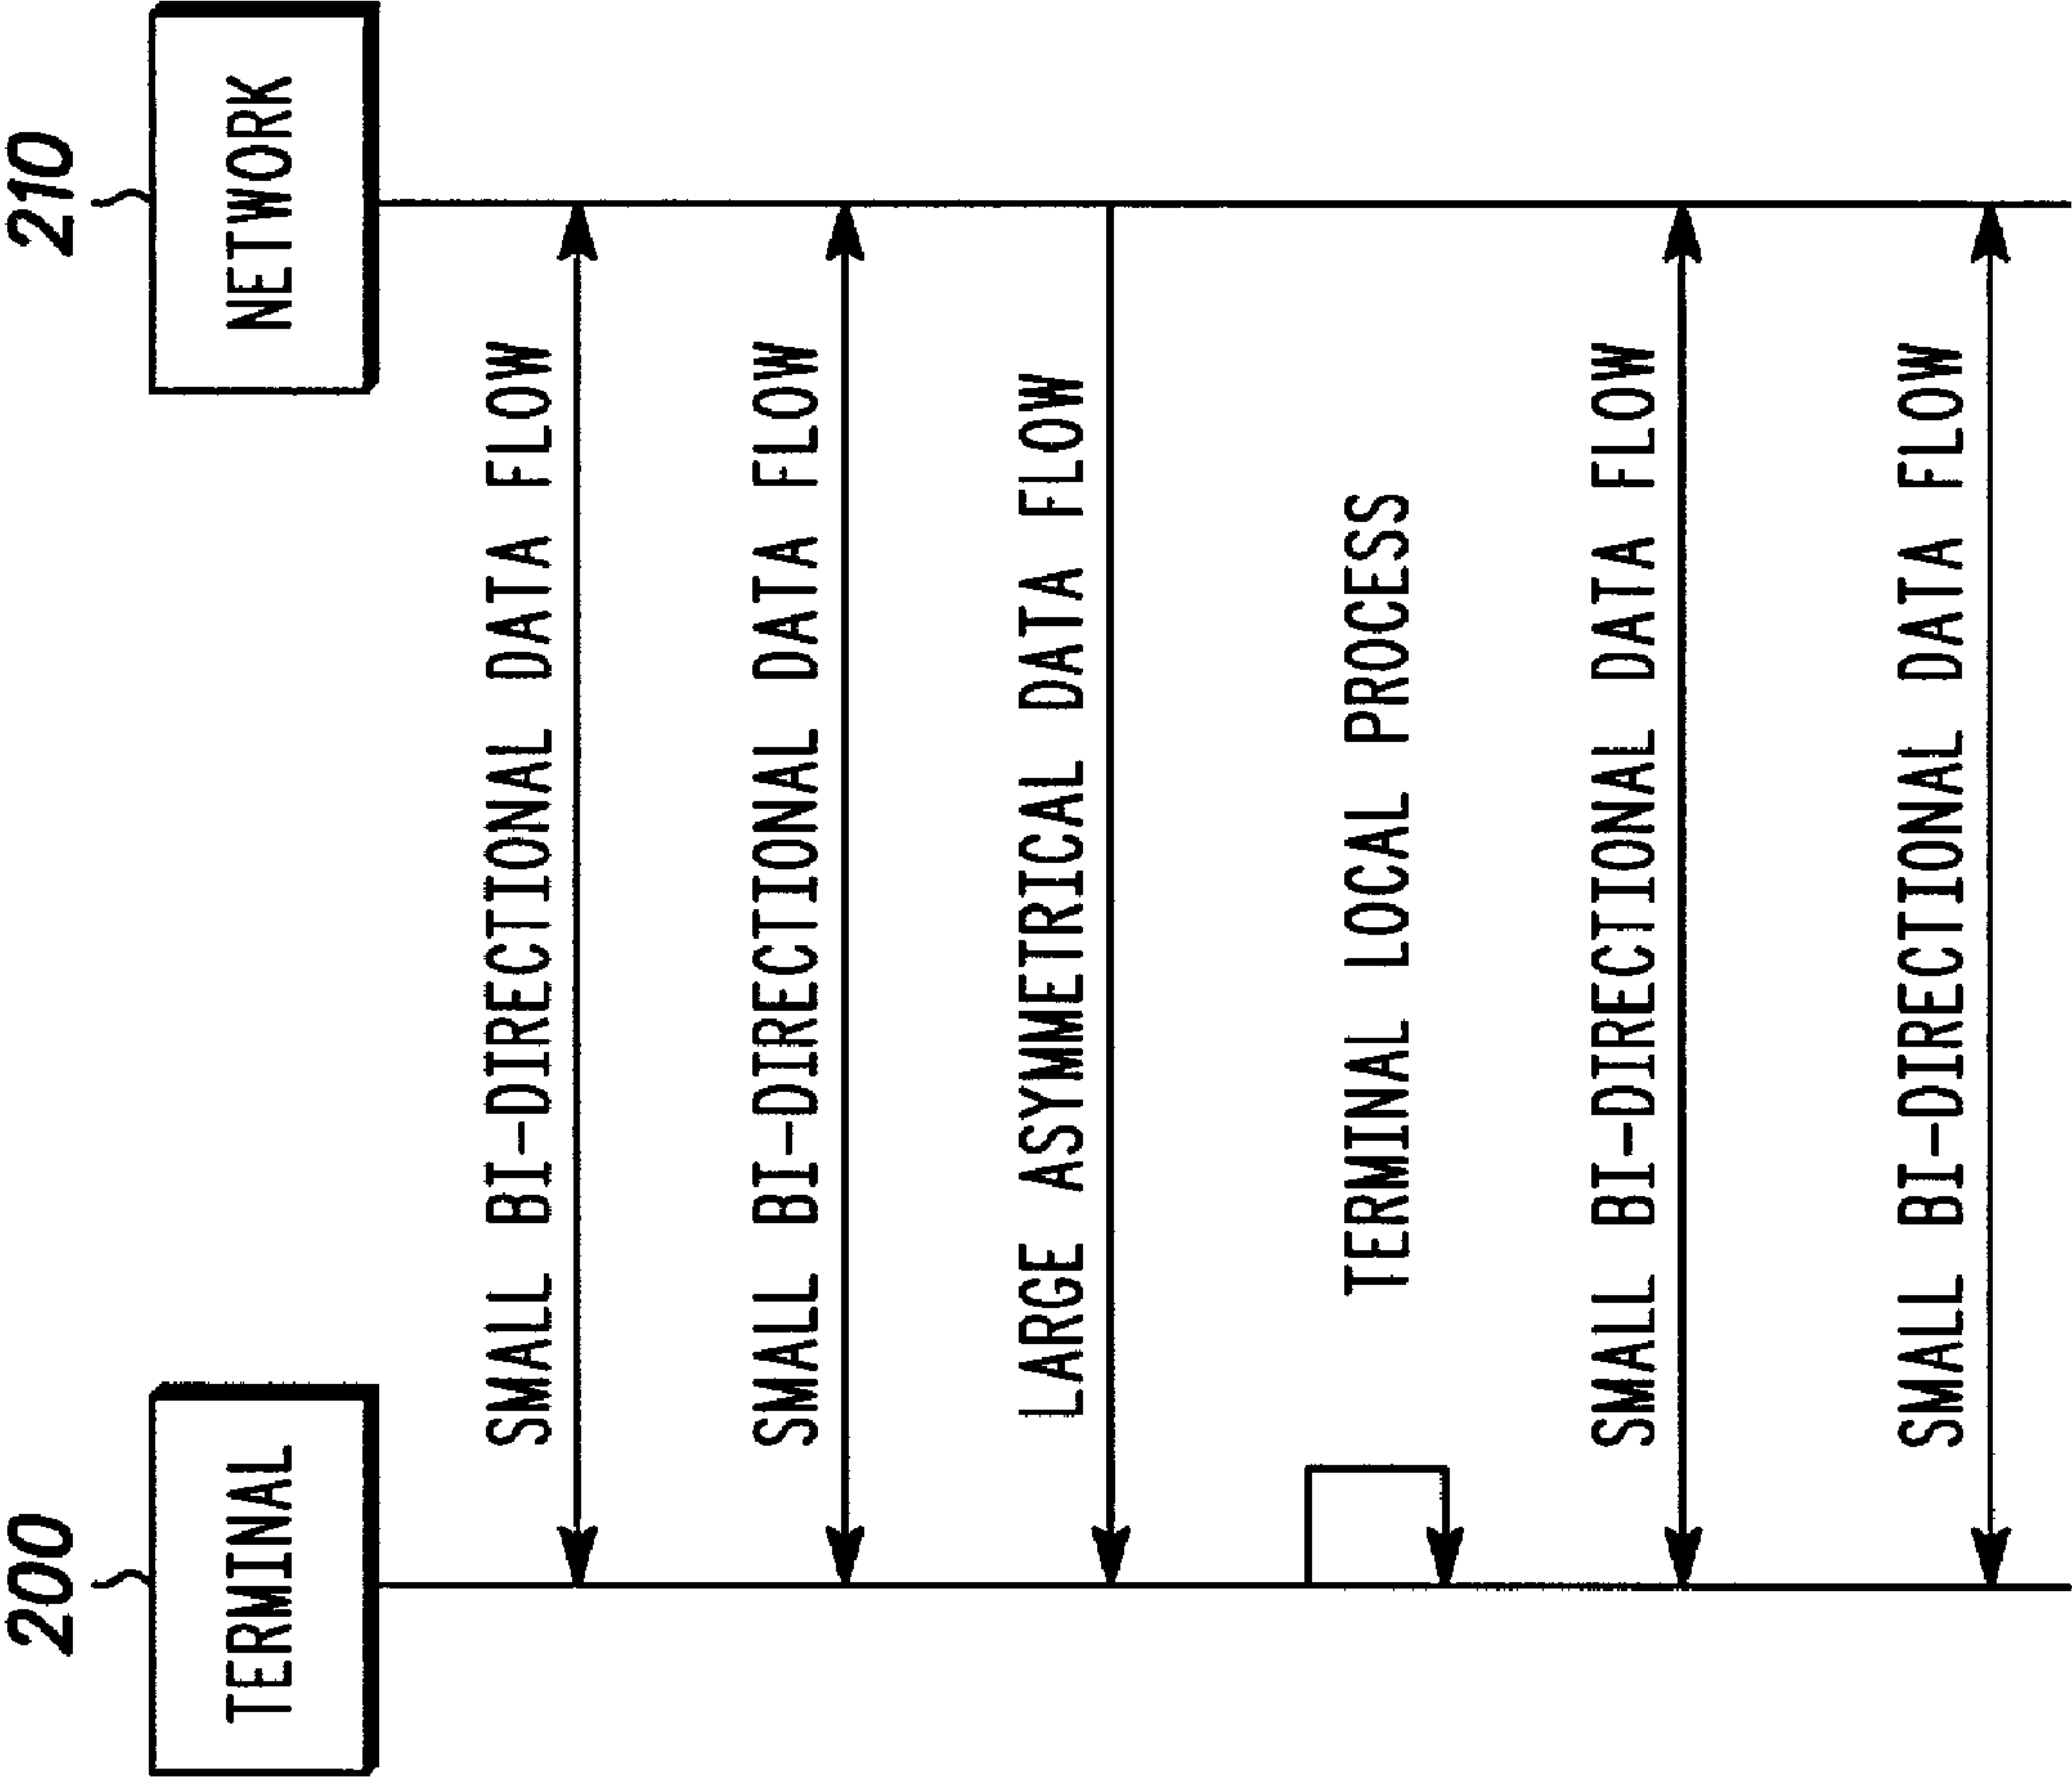 200
210
TERMINAL
NETWORK
SMALL BI-DIRECTIONAL DATA FLOW
SMALL BI-DIRECTIONAL DATA FLOW
LARGE ASYMMETRICAL DATA FLOW
TERMINAL LOCAL PROCESS
SMALL BI-DIRECTIONAL DATA FLOW
SMALL BI-DIRECTIONAL DATA FLOW